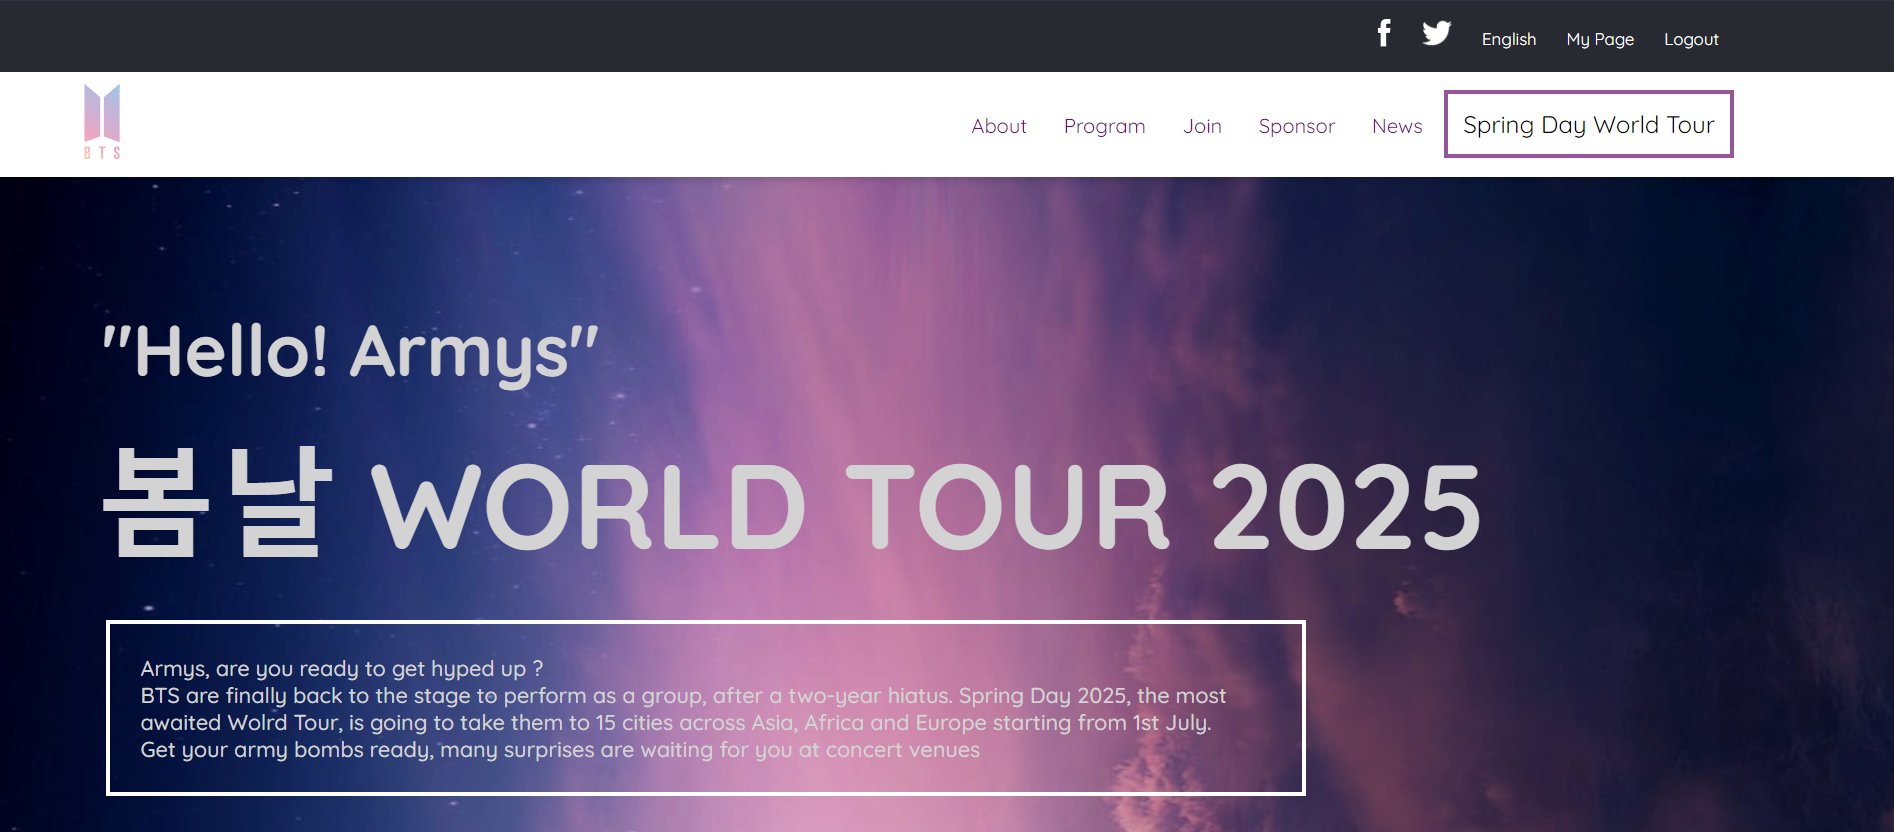 English My Page Logout
BTS
About Program Join Sponsor News Spring Day World Tour
"Hello! Armys"
봄날 WORLD TOUR 2025
Armys, are you ready to get hyped up ?
BTS are finally back to the stage to perform as a group, after a two-year hiatus. Spring Day 2025, the most
awaited Wolrd Tour, is going to take them to 15 cities across Asia, Africa and Europe starting from 1st July.
Get your army bombs ready, many surprises are waiting for you at concert venues